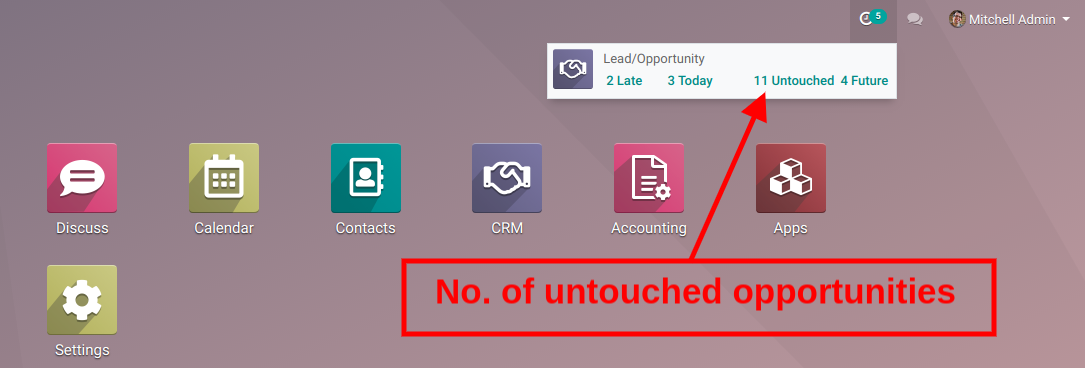 5
Mitchell Admin
Lead/Opportunity
2 Late 3 Today 11 Untouched 4 Future
Discuss Calendar Contacts CRM Accounting Apps
No. of untouched opportunities
Settings